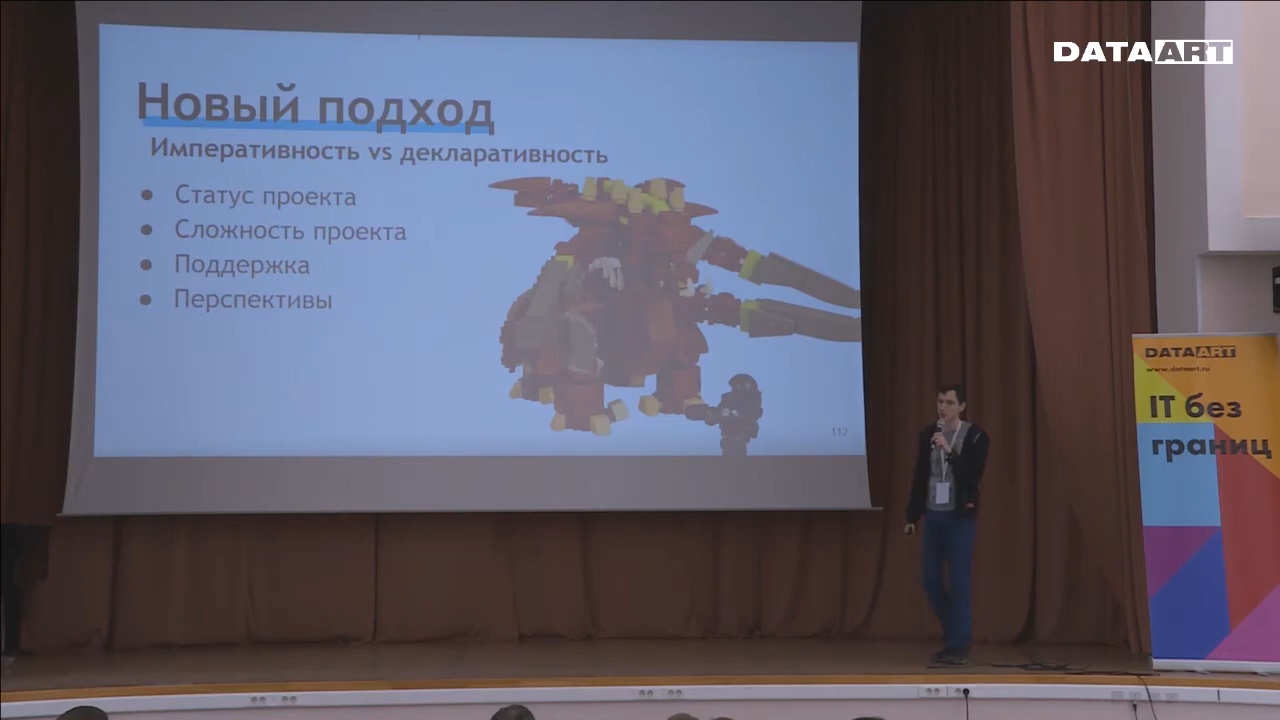 DATAART
Новый подход
Императивность vs декларативность
● Статус проекта
● Сложность проекта
● Поддержка
● Перспективы
117
DATAART
www.dataart.ru
IT без
границ